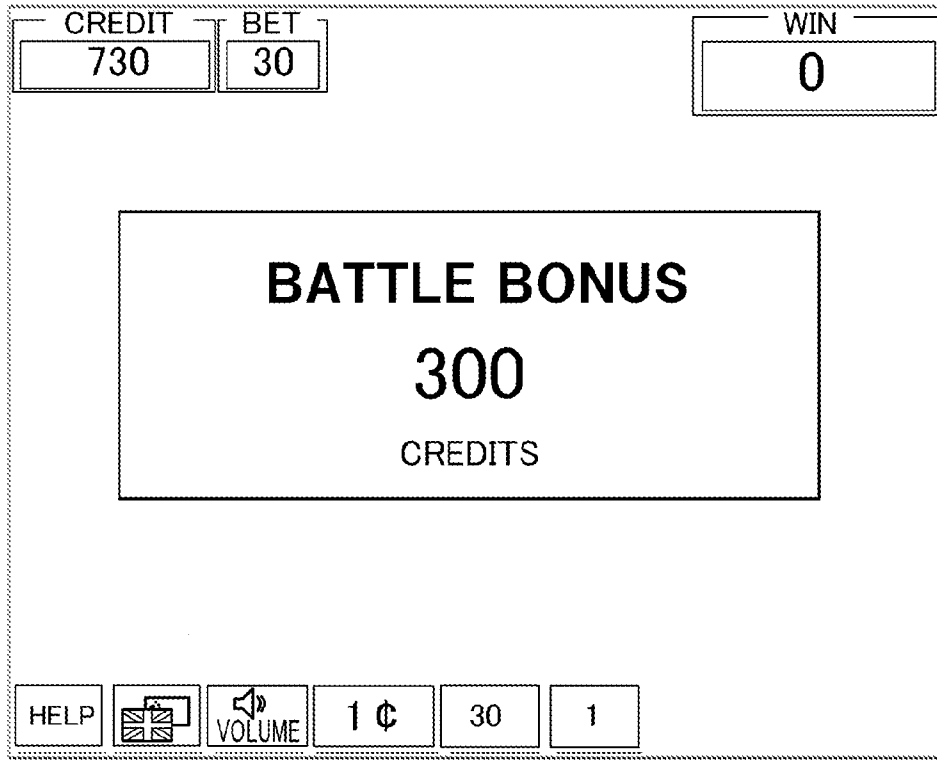 CREDIT BET WIN
730 30 0
BATTLE BONUS
300
CREDITS
HELP VOLUME 1 ¢ 30 1